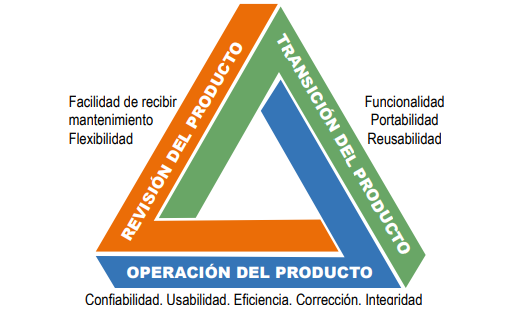 REVISIÓN DEL PRODUCTO
TRANSICIÓN DEL PRODUCTO
Facilidad de recibir
mantenimiento
Flexibilidad
Funcionalidad
Portabilidad
Reusabilidad
OPERACIÓN DEL PRODUCTO
Confiabilidad. Usabilidad. Eficiencia. Corrección. Integridad